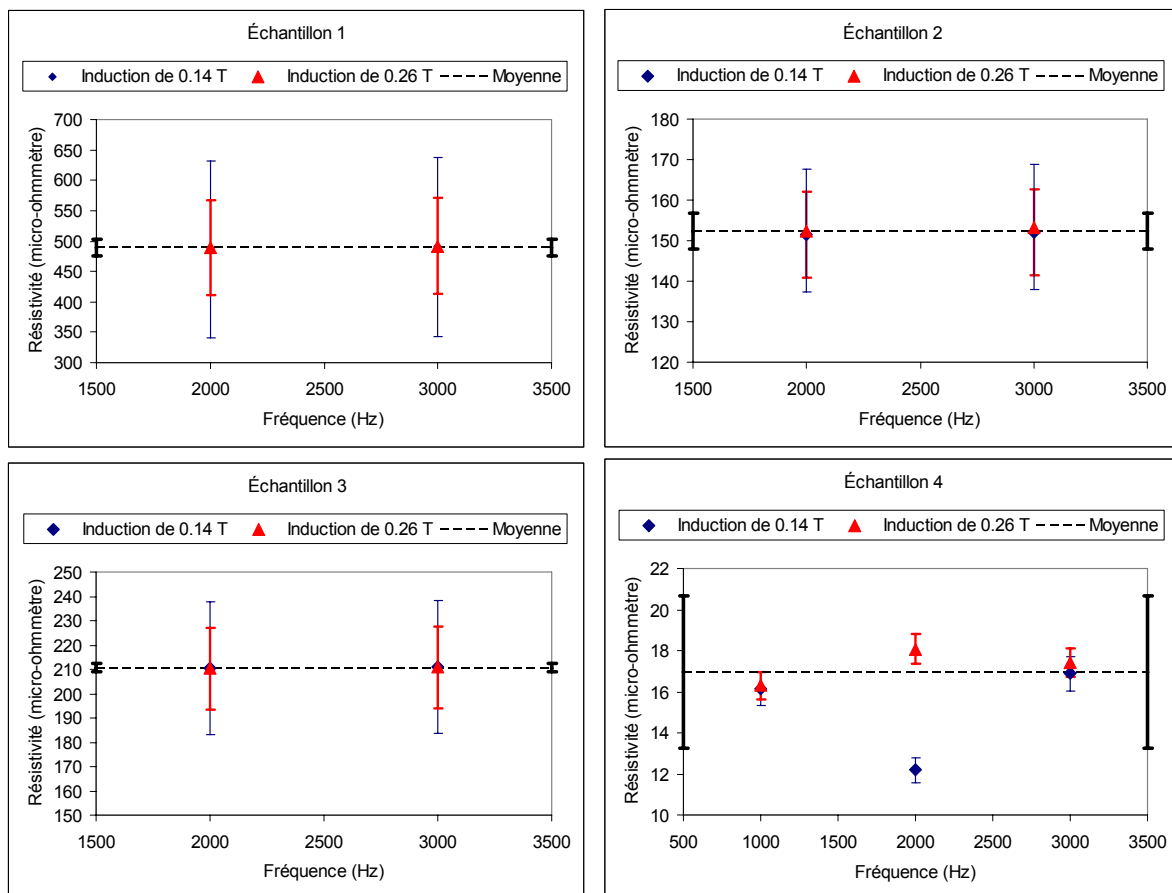 Échantillon 1
Induction de 0.14 T Induction de 0.26 T Moyenne
Résistivité (micro-ohmmètre)
700
650
600
550
500
450
400
350
300
1500 2000 2500 3000 3500
Fréquence (Hz)
Échantillon 2
Induction de 0.14 T Induction de 0.26 T Moyenne
Résistivité (micro-ohmmètre)
180
170
160
150
140
130
120
1500 2000 2500 3000 3500
Fréquence (Hz)
Échantillon 3
Induction de 0.14 T Induction de 0.26 T Moyenne
Résistivité (micro-ohmmètre)
250
240
230
220
210
200
190
180
170
160
150
1500 2000 2500 3000 3500
Fréquence (Hz)
Échantillon 4
Induction de 0.14 T Induction de 0.26 T Moyenne
Résistivité (micro-ohmmètre)
22
20
18
16
14
12
10
500 1000 1500 2000 2500 3000 3500
Fréquence (Hz)